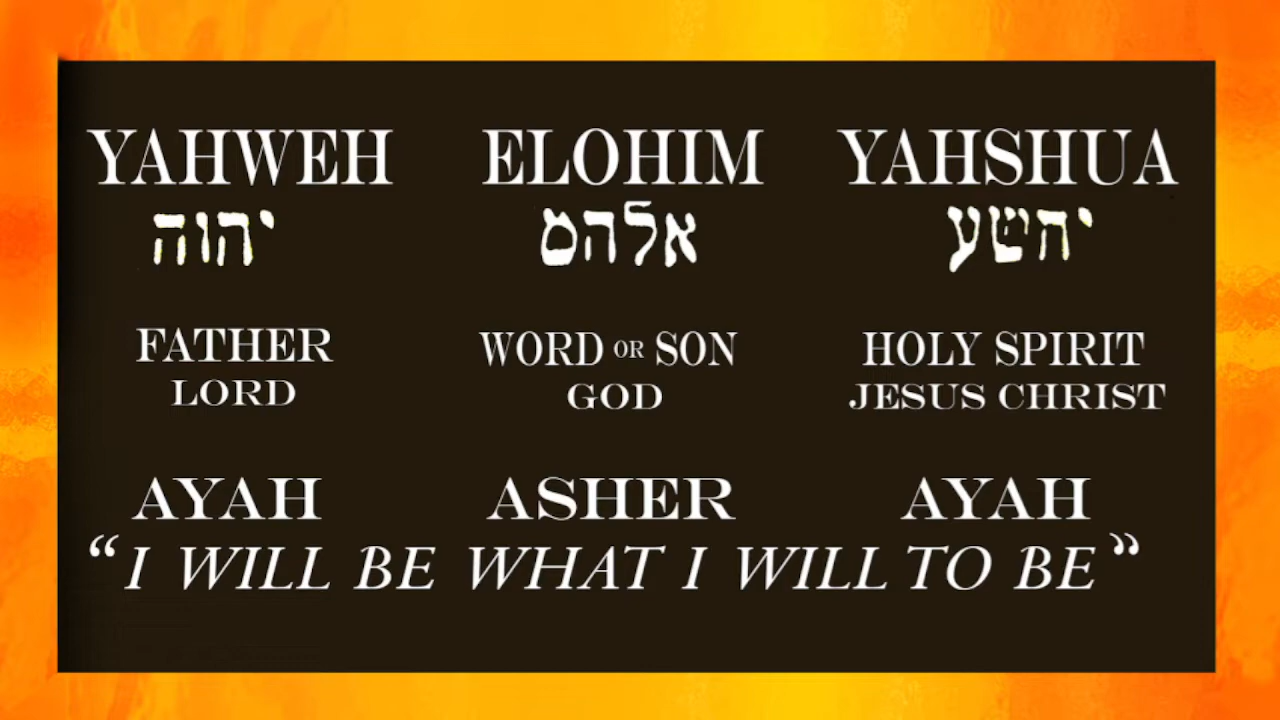 YAHWEH ELOHIM YAHSHUA
יהוה אלהם יהשע
FATHER WORD OR SON HOLY SPIRIT
LORD GOD JESUS CHRIST
AYAH ASHER AYAH
“I WILL BE WHAT I WILL TO BE”